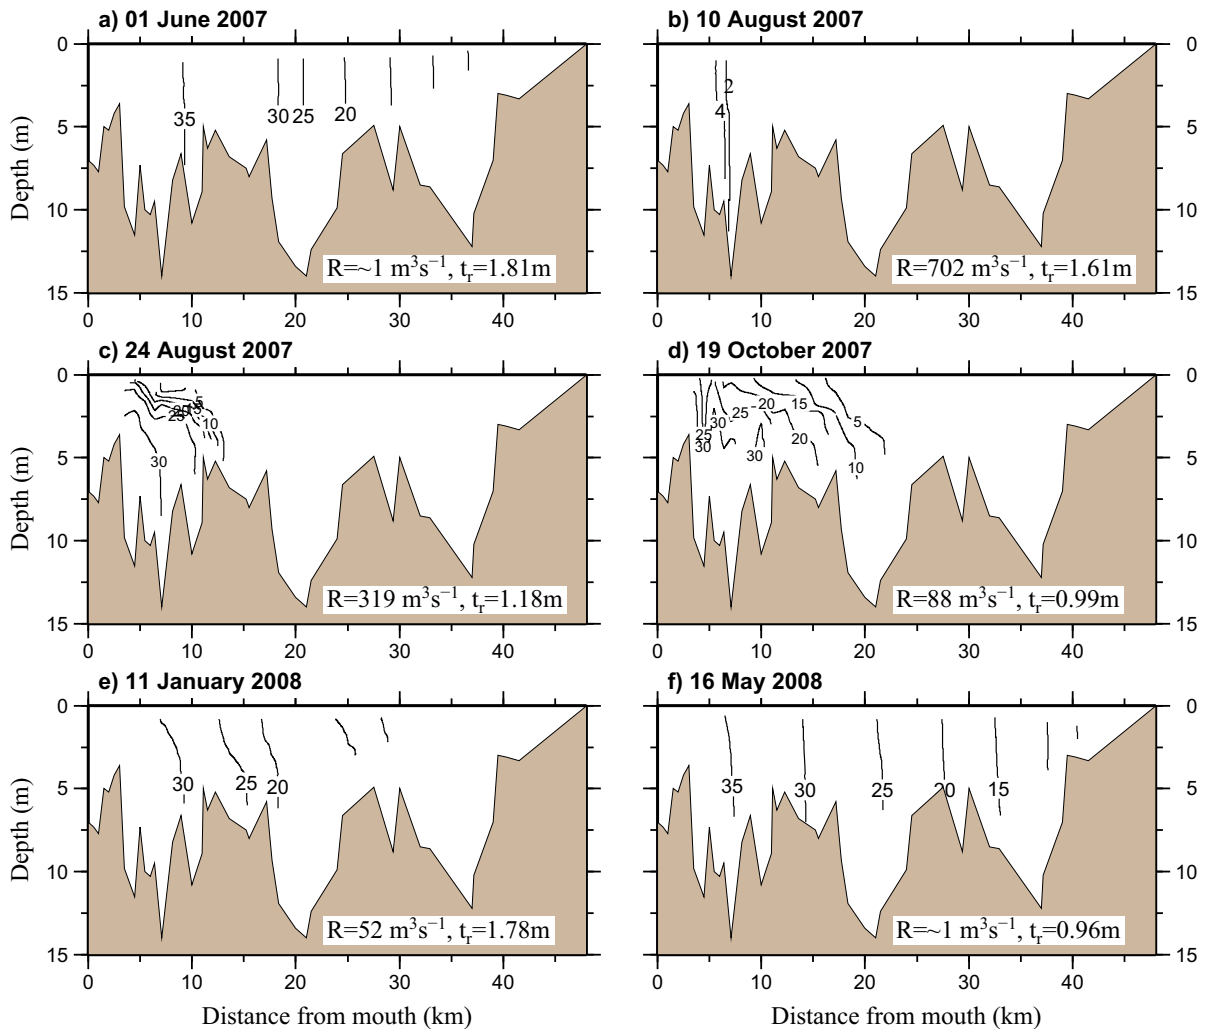 a) 01 June 2007
b) 10 August 2007
0
0
5
5
10
10
15
15
Depth (m)
35
30
25
20
2
4
R=~1 m³s⁻¹, tᵣ=1.81m
R=702 m³s⁻¹, tᵣ=1.61m
0 10 20 30 40
0 10 20 30 40
c) 24 August 2007
d) 19 October 2007
0
0
5
5
10
10
15
15
Depth (m)
5
25
10
30
25
30
30
25
20
15
5
20
30
10
R=319 m³s⁻¹, tᵣ=1.18m
R=88 m³s⁻¹, tᵣ=0.99m
0 10 20 30 40
0 10 20 30 40
e) 11 January 2008
f) 16 May 2008
0
0
5
5
10
10
15
15
Depth (m)
30
25
20
35
30
25
20
15
R=52 m³s⁻¹, tᵣ=1.78m
R=~1 m³s⁻¹, tᵣ=0.96m
0 10 20 30 40
0 10 20 30 40
Distance from mouth (km)
Distance from mouth (km)